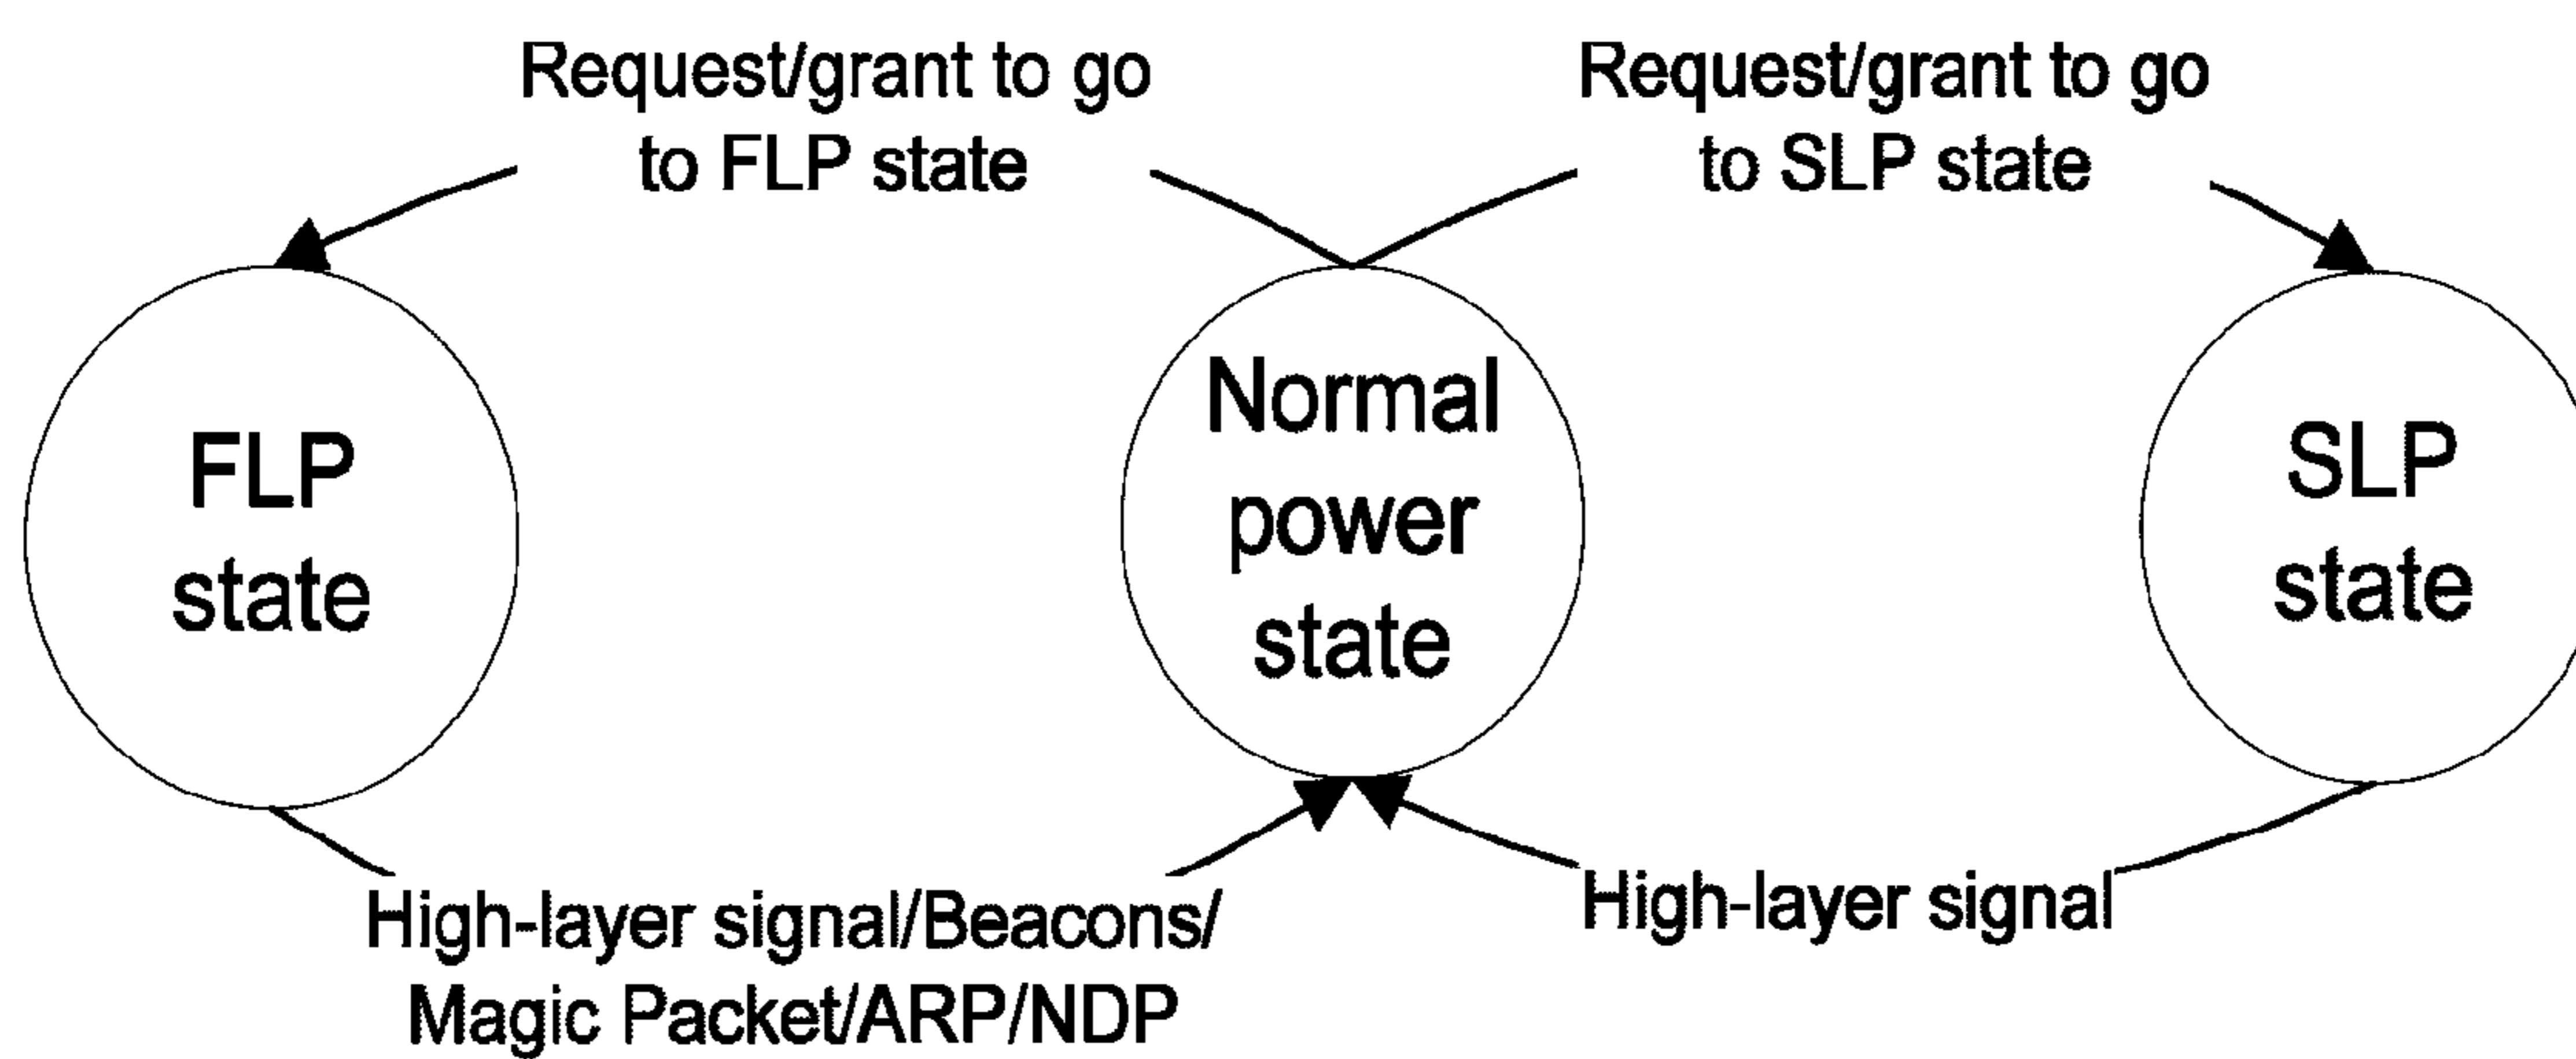 Request/grant to go
to FLP state
Request/grant to go
to SLP state
FLP
state
Normal
power
state
SLP
state
High-layer signal/Beacons/
Magic Packet/ARP/NDP
High-layer signal